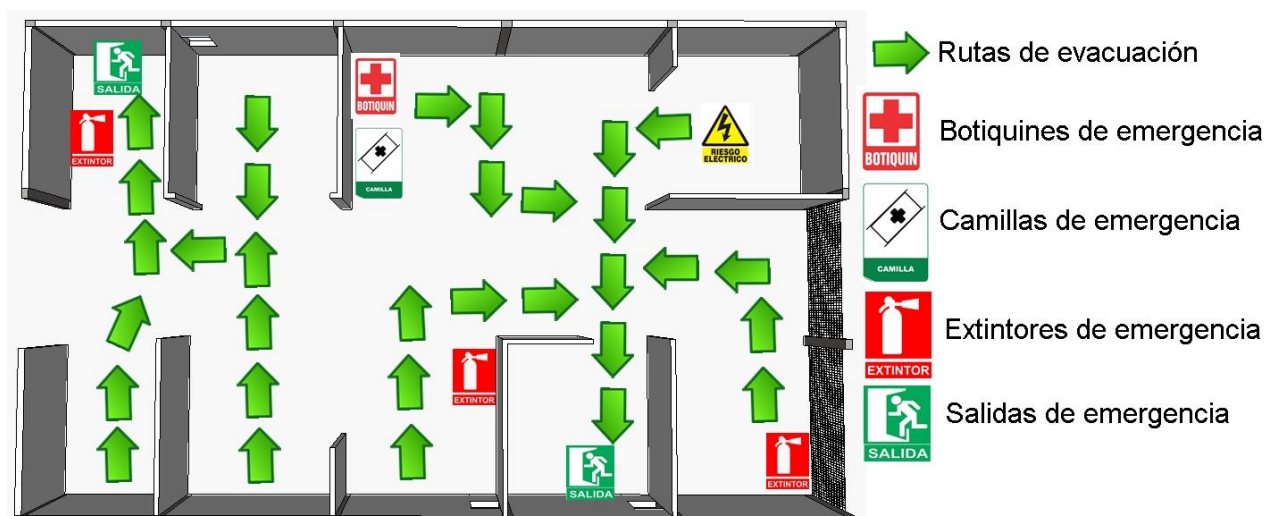 SALIDA
EXTINTOR
BOTIQUIN
CAMILLA
RIESGO
ELECTRICO
EXTINTOR
SALIDA
EXTINTOR
Rutas de evacuación
BOTIQUIN
Botiquines de emergencia
CAMILLA
Camillas de emergencia
EXTINTOR
Extintores de emergencia
SALIDA
Salidas de emergencia